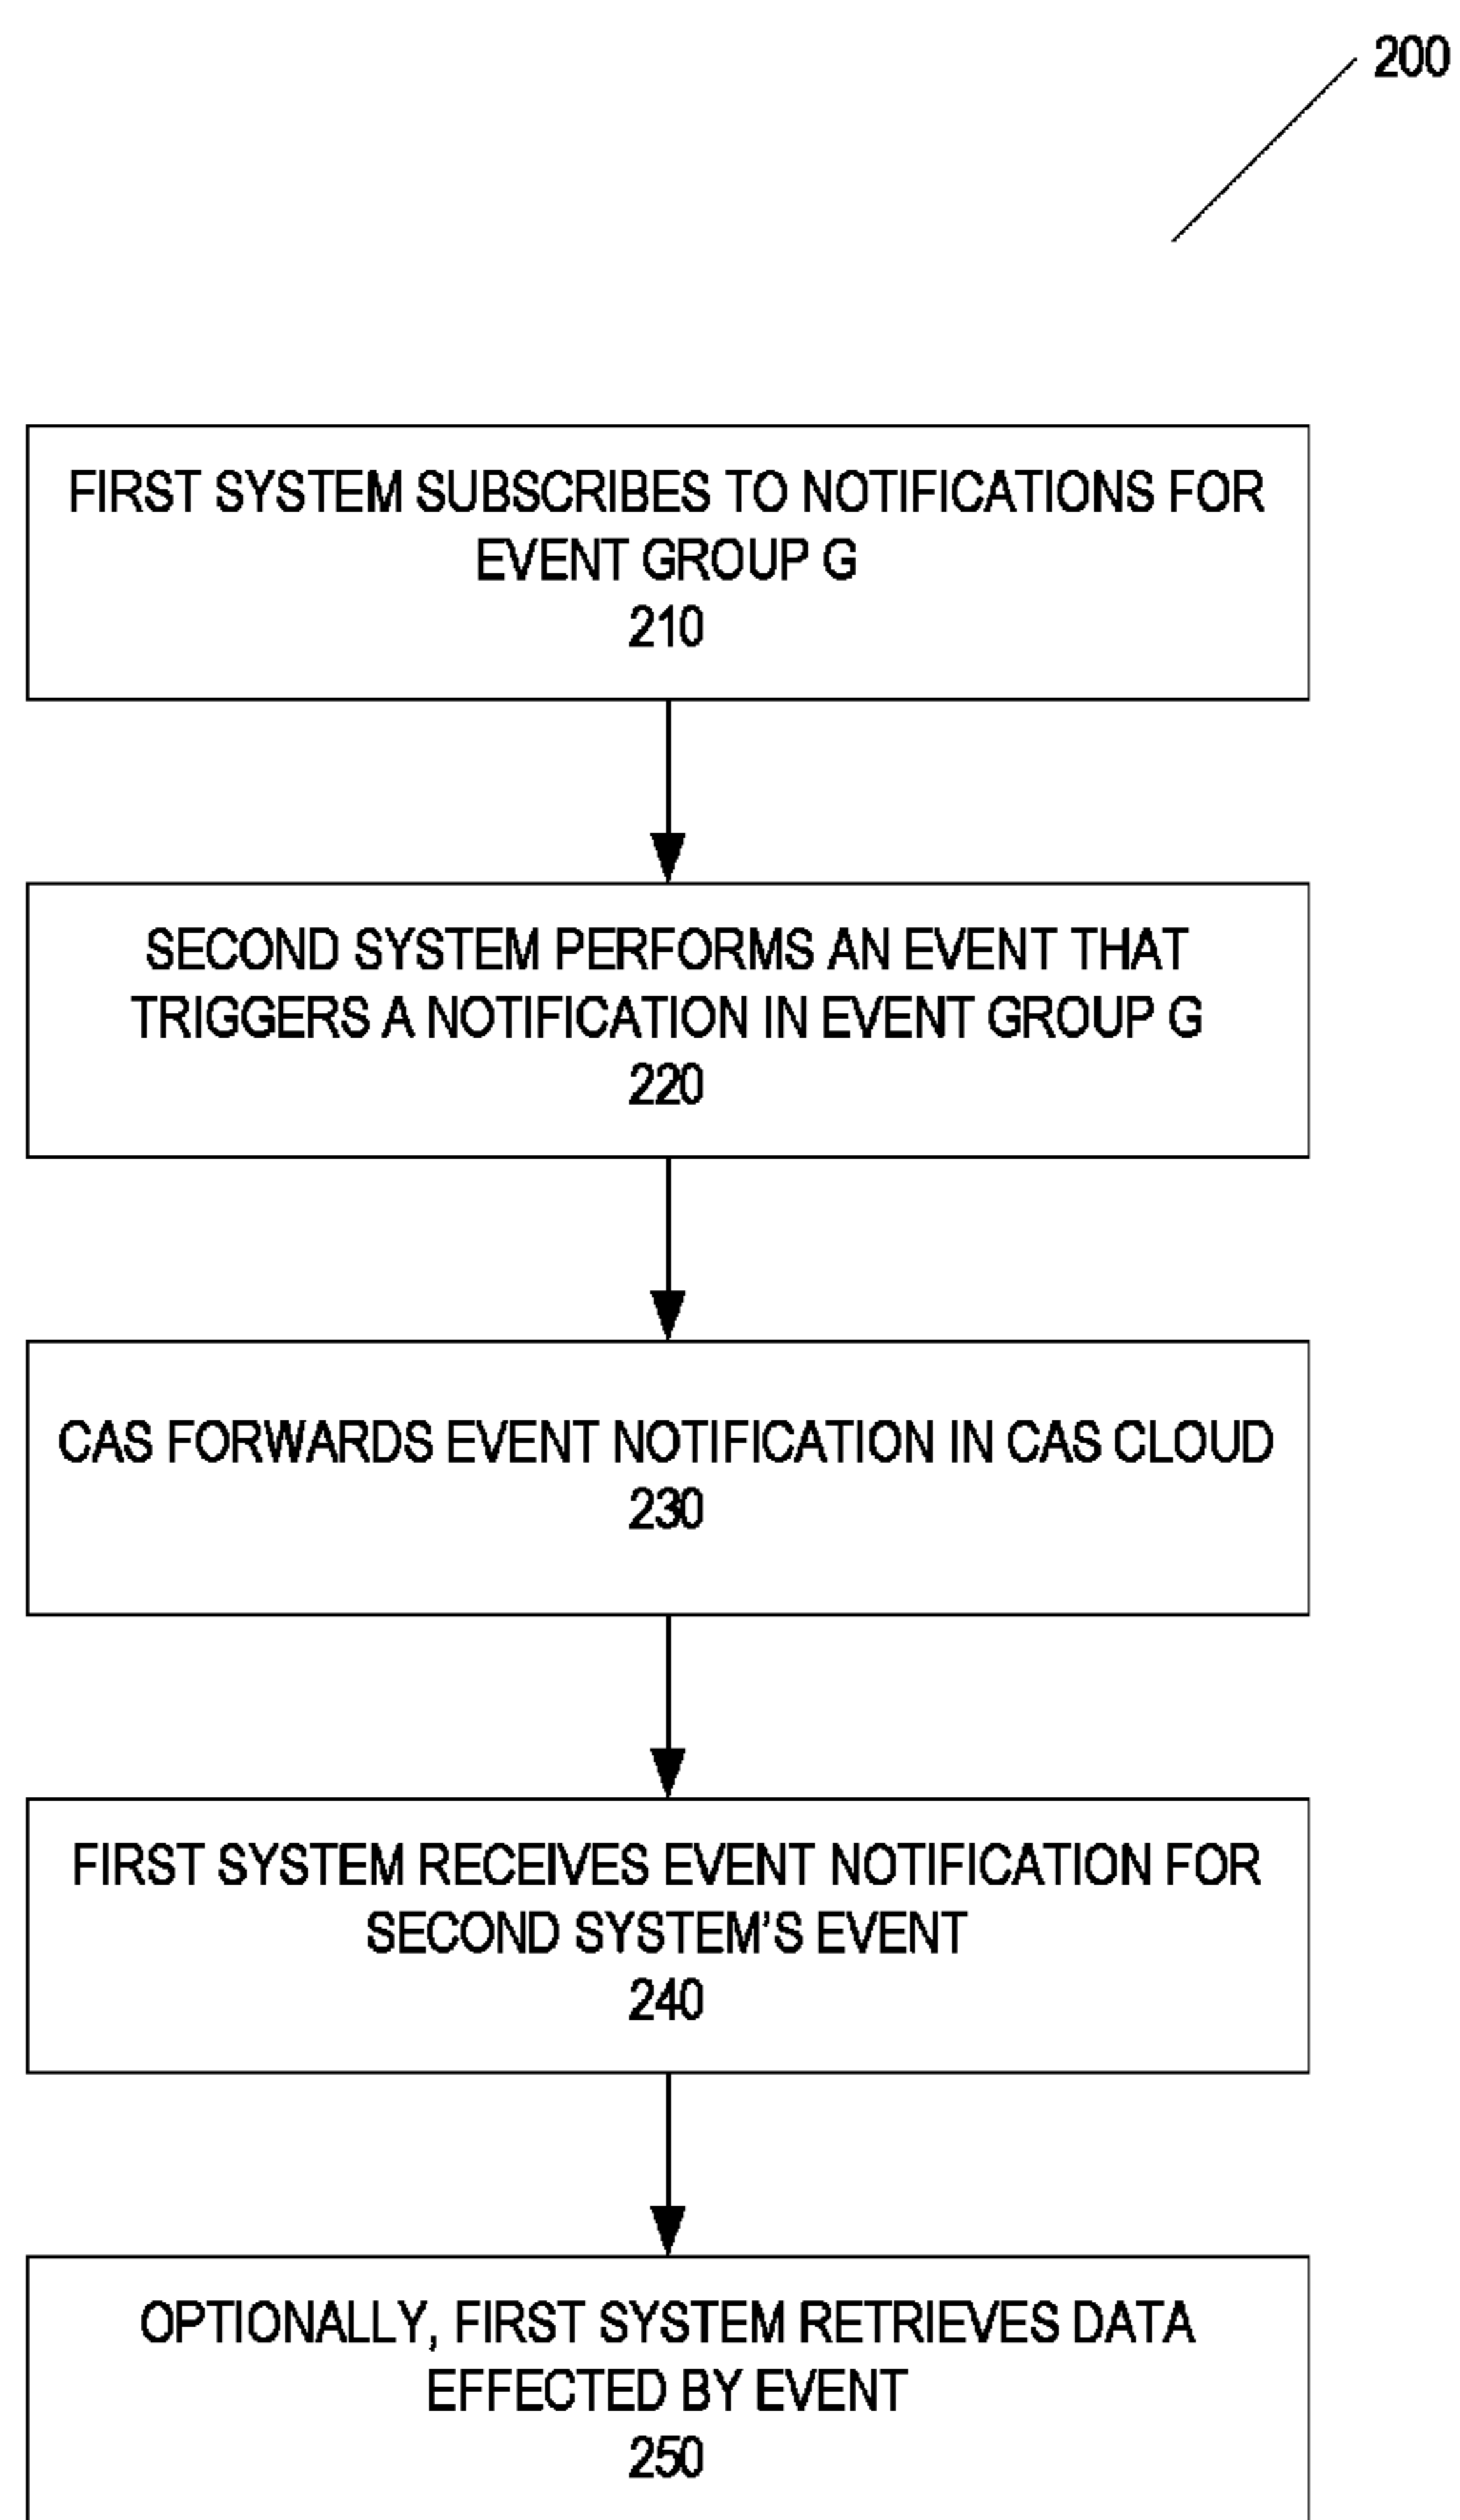 200
FIRST SYSTEM SUBSCRIBES TO NOTIFICATIONS FOR
EVENT GROUP G
210
SECOND SYSTEM PERFORMS AN EVENT THAT
TRIGGERS A NOTIFICATION IN EVENT GROUP G
220
CAS FORWARDS EVENT NOTIFICATION IN CAS CLOUD
230
FIRST SYSTEM RECEIVES EVENT NOTIFICATION FOR
SECOND SYSTEM'S EVENT
240
OPTIONALLY, FIRST SYSTEM RETRIEVES DATA
EFFECTED BY EVENT
250